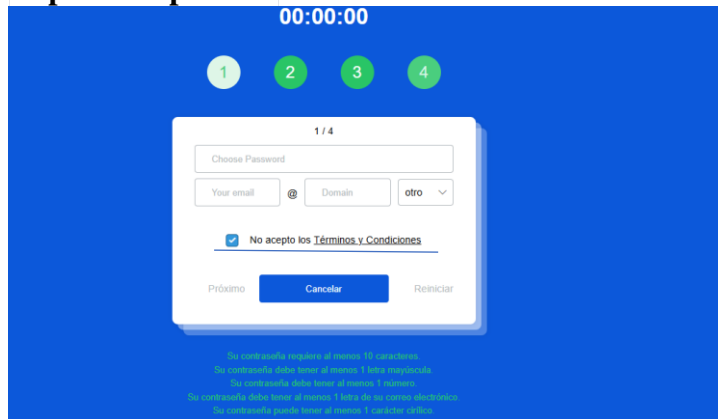 00:00:00
1 2 3 4
1 / 4
Choose Password
Your email @ Domain otro
No acepto los Términos y Condiciones
Próximo Cancelar Reiniciar
Su contraseña requiere al menos 10 caracteres.
Su contraseña debe tener al menos 1 letra mayúscula.
Su contraseña debe tener al menos 1 número.
Su contraseña debe tener al menos 1 letra de su correo electrónico.
Su contraseña puede tener al menos 1 carácter cirílico.